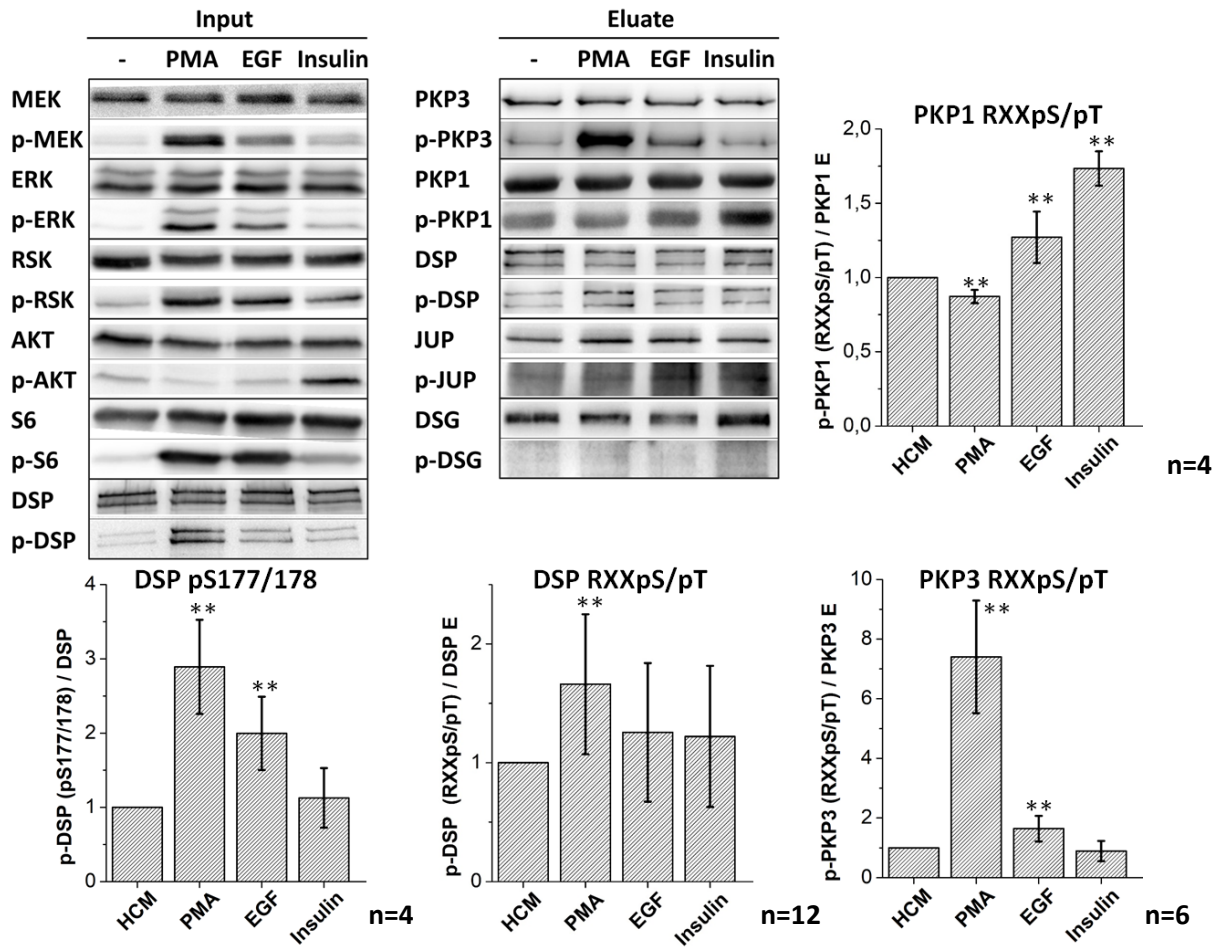 Input
- PMA EGF Insulin
MEK
p-MEK
ERK
p-ERK
RSK
p-RSK
AKT
p-AKT
S6
p-S6
DSP
p-DSP
Eluate
- PMA EGF Insulin
PKP3
p-PKP3
PKP1
p-PKP1
DSP
p-DSP
JUP
p-JUP
DSG
p-DSG
PKP1 RXXpS/pT
p-PKP1 (RXXpS/pT) / PKP1 E
2,0
1,5
1,0
0,5
0,0
**
**
**
HCM PMA EGF Insulin
n=4
DSP pS177/178
p-DSP (pS177/178) / DSP
4
3
2
1
0
**
**
HCM PMA EGF Insulin
n=4
DSP RXXpS/pT
p-DSP (RXXpS/pT) / DSP E
2
1
0
**
HCM PMA EGF Insulin
n=12
PKP3 RXXpS/pT
p-PKP3 (RXXpS/pT) / PKP3 E
10
8
6
4
2
0
**
**
HCM PMA EGF Insulin
n=6